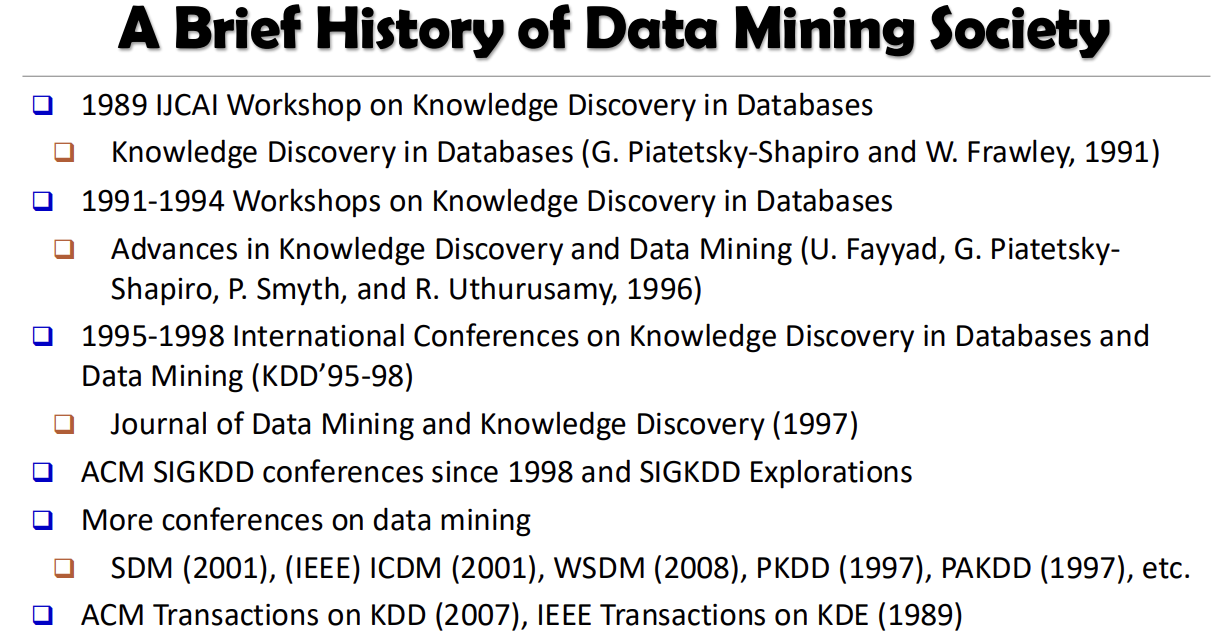 A Brief History of Data Mining Society
1989 IJCAI Workshop on Knowledge Discovery in Databases
Knowledge Discovery in Databases (G. Piatetsky-Shapiro and W. Frawley, 1991)
1991-1994 Workshops on Knowledge Discovery in Databases
Advances in Knowledge Discovery and Data Mining (U. Fayyad, G. Piatetsky-
Shapiro, P. Smyth, and R. Uthurusamy, 1996)
1995-1998 International Conferences on Knowledge Discovery in Databases and
Data Mining (KDD’95-98)
Journal of Data Mining and Knowledge Discovery (1997)
ACM SIGKDD conferences since 1998 and SIGKDD Explorations
More conferences on data mining
SDM (2001), (IEEE) ICDM (2001), WSDM (2008), PKDD (1997), PAKDD (1997), etc.
ACM Transactions on KDD (2007), IEEE Transactions on KDE (1989)